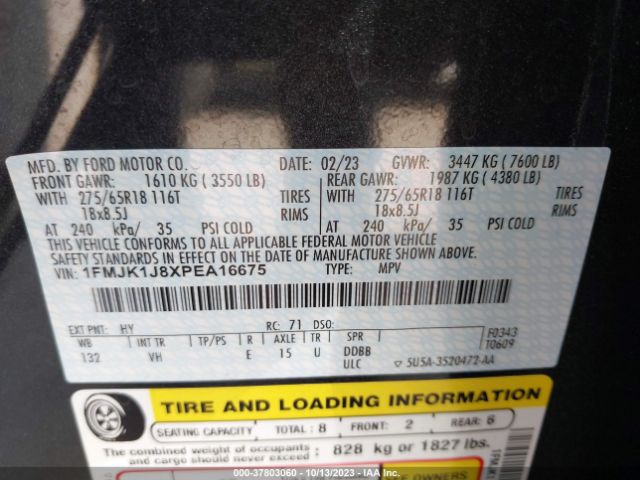 MFD. BY FORD MOTOR CO. DATE: 02/23 GVWR: 3447 KG ( 7600 LB)
FRONT GAWR: 1610 KG ( 3550 LB) REAR GAWR: 1987 KG ( 4380 LB)
WITH 275/65R18 116T TIRES WITH 275/65R18 116T TIRES
18x8.5J RIMS 18x8.5J RIMS
AT 240 kPa/ 35 PSI COLD AT 240 kPa/ 35 PSI COLD
THIS VEHICLE CONFORMS TO ALL APPLICABLE FEDERAL MOTOR VEHICLE
SAFETY STANDARDS IN EFFECT ON THE DATE OF MANUFACTURE SHOWN ABOVE.
VIN: 1FMJK1J8XPEA16675 TYPE: MPV
EXT PNT: HY RC: 71 DSO: F0343
WB INT TR TP/PS R AXLE TR SPR T0609
132 VH E 15 U DDBB
ULC ▽ 5U5A-3520472-AA
TIRE AND LOADING INFORMATION
SEATING CAPACITY TOTAL : 8 FRONT: 2 REAR: 6
The combined weight of occupants : 828 kg or 1827 lbs.
and cargo should never exceed
OWNERS
000-37803060 - 10/13/2023 - iaai.com